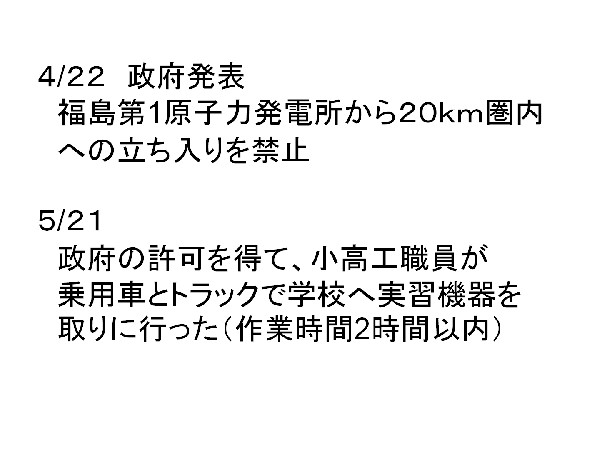 ４/２２　政府発表
福島第１原子力発電所から２０ｋｍ圏内
への立ち入りを禁止
５/２１
政府の許可を得て、小高工職員が
乗用車とトラックで学校へ実習機器を
取りに行った（作業時間2時間以内）